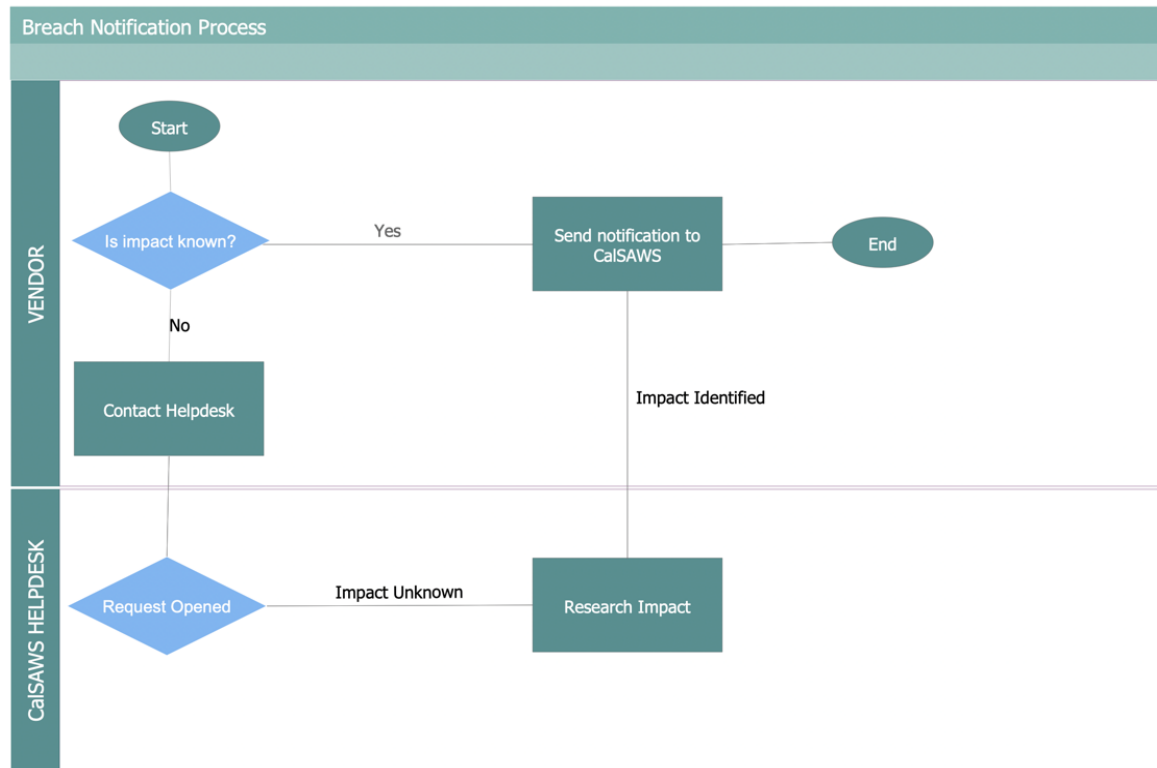 Breach Notification Process
VENDOR
Start
Is impact known?
Yes
Send notification to
CalSAWS
End
No
Contact Helpdesk
Impact Identified
CalSAWS HELPDESK
Request Opened
Impact Unknown
Research Impact